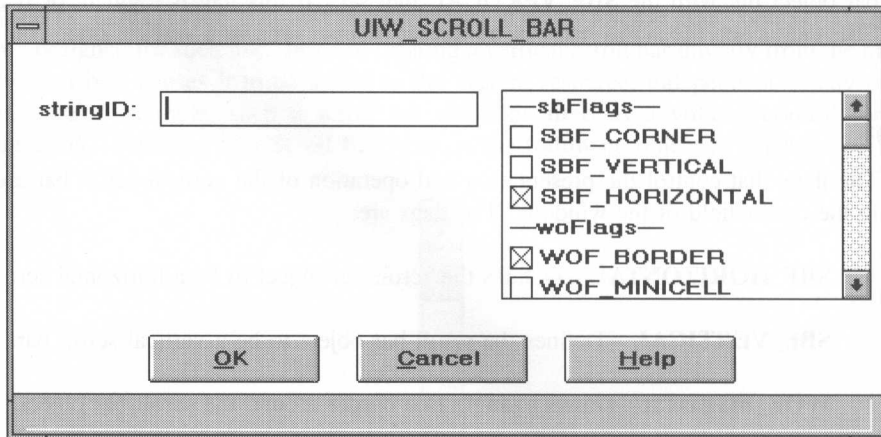 UIW_SCROLL_BAR
stringID:
—sbFlags—
SBF_CORNER
SBF_VERTICAL
SBF_HORIZONTAL
—woFlags—
WOF_BORDER
WOF_MINICELL
OK
Cancel
Help